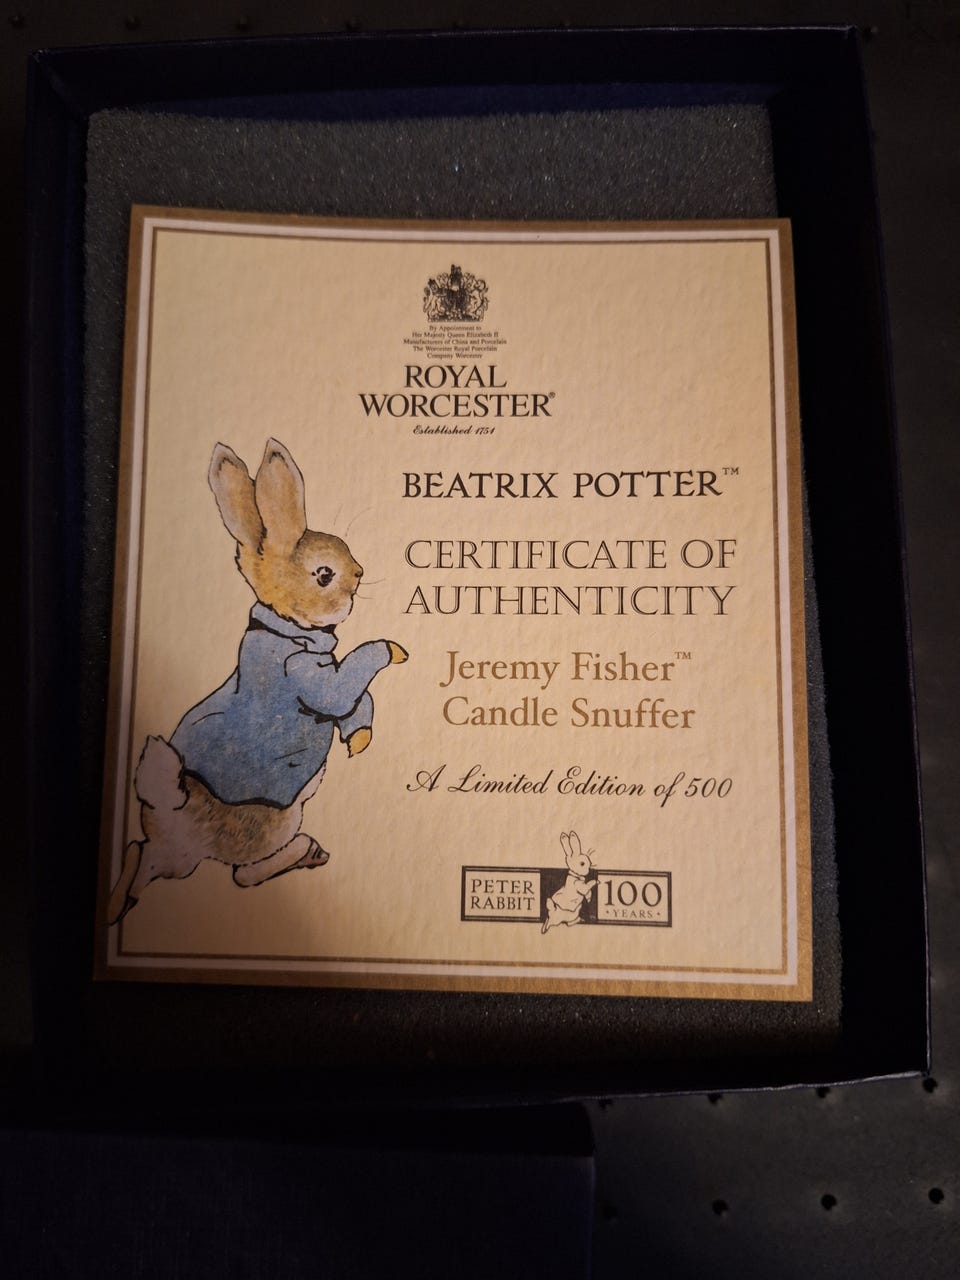 By Appointment to
Her Majesty Queen Elizabeth II
Manufacturers of China and Porcelain
The Worcester Royal Porcelain
Company Worcester
ROYAL
WORCESTER®
Established 1751
BEATRIX POTTER™
CERTIFICATE OF
AUTHENTICITY
Jeremy Fisher™
Candle Snuffer
A Limited Edition of 500
PETER
RABBIT
100
• YEARS •